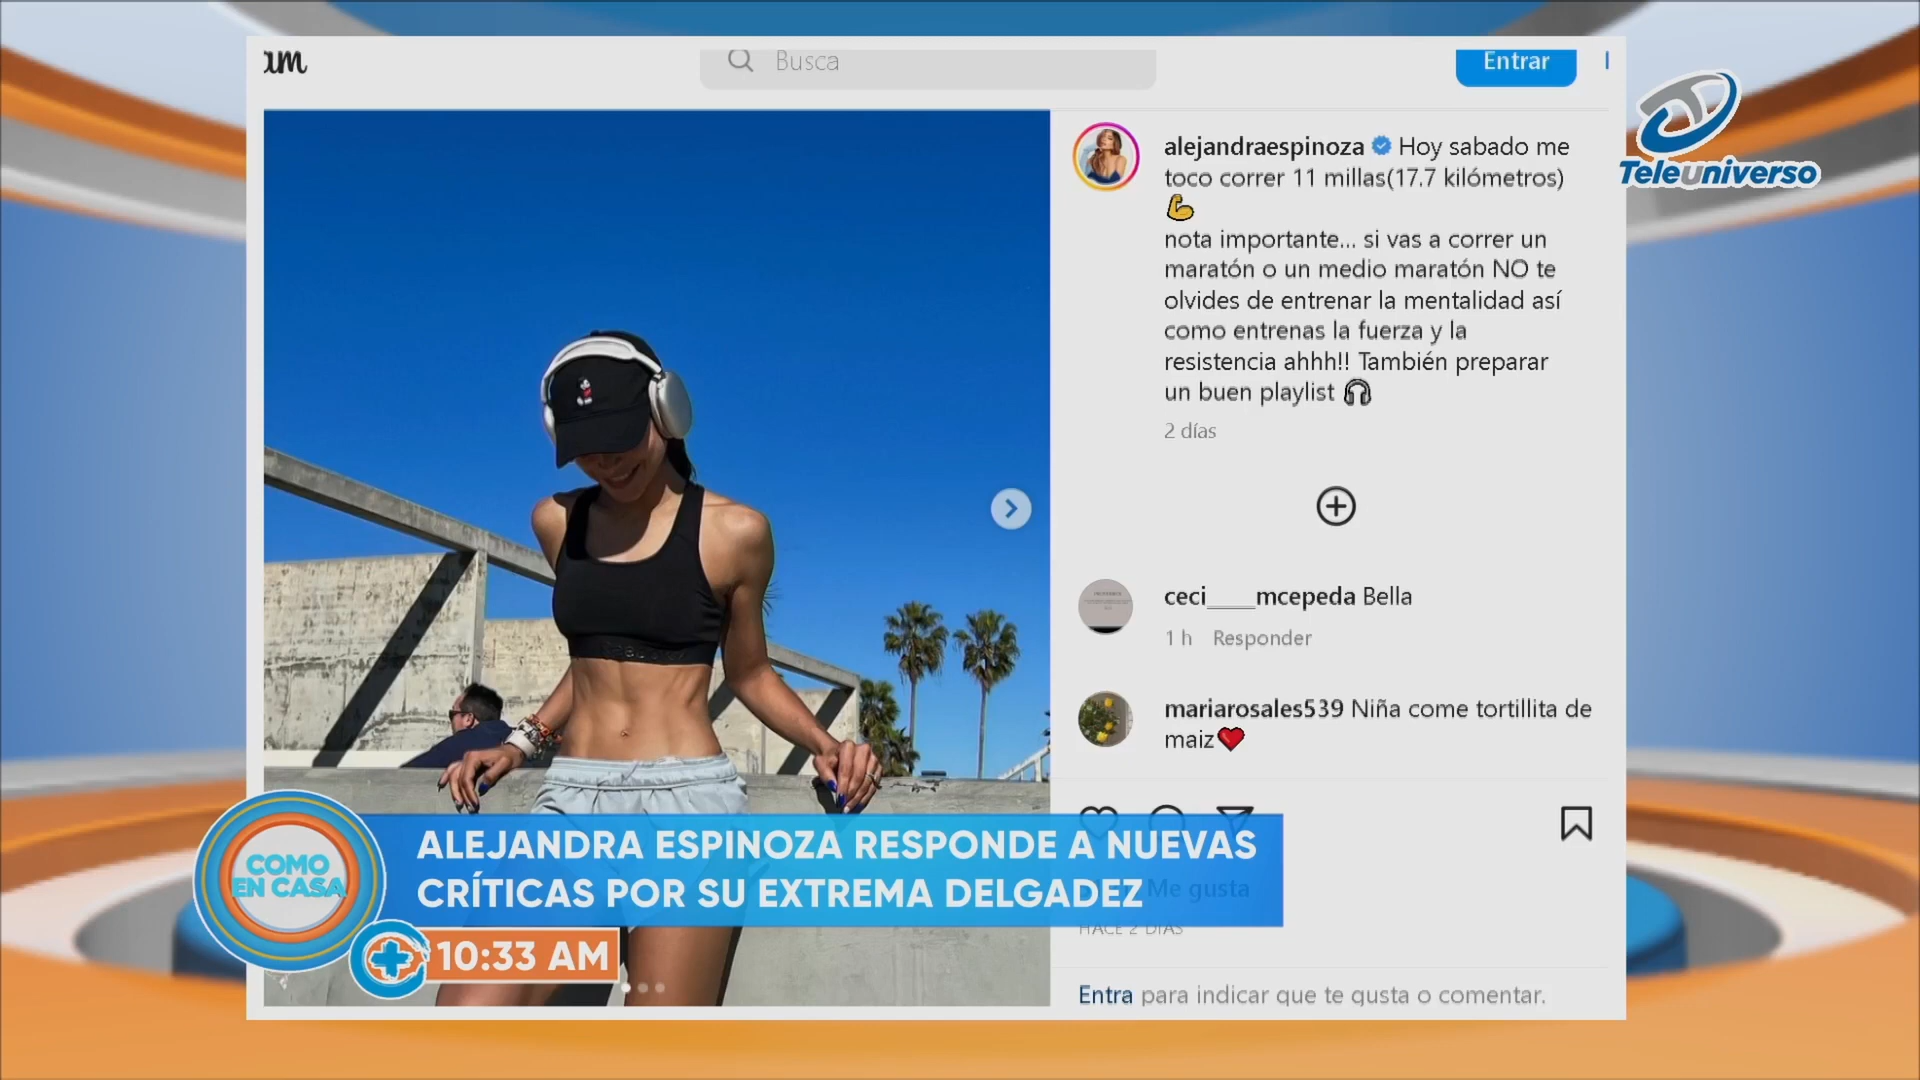 am
Busca
Entrar
Teleuniverso
alejandraespinoza Hoy sabado me
toco correr 11 millas(17.7 kilómetros)
nota importante... si vas a correr un
maratón o un medio maratón NO te
olvides de entrenar la mentalidad así
como entrenas la fuerza y la
resistencia ahhh!! También preparar
un buen playlist
2 días
ceci____mcepeda Bella
1 h Responder
mariarosales539 Niña come tortillita de
maiz
Me gusta
HACE 2 DÍAS
Entra para indicar que te gusta o comentar.
COMO
EN CASA
ALEJANDRA ESPINOZA RESPONDE A NUEVAS
CRÍTICAS POR SU EXTREMA DELGADEZ
10:33 AM